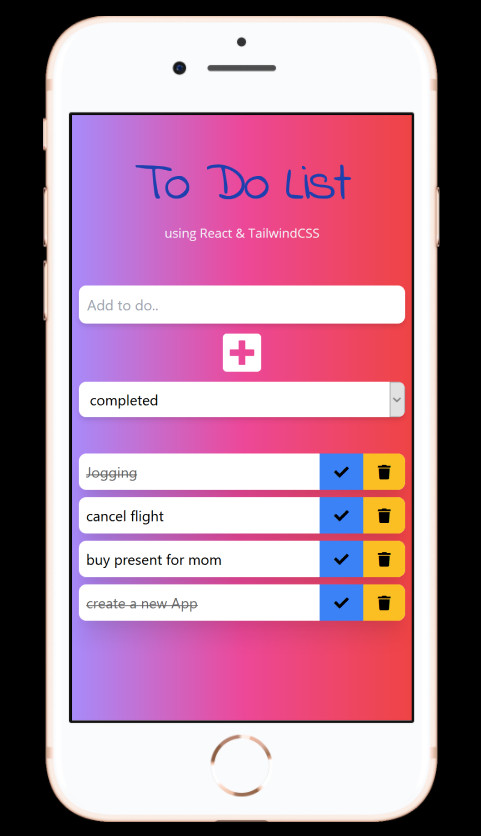 To Do List
using React & TailwindCSS
Add to do..
completed
Jogging
cancel flight
buy present for mom
create a new App